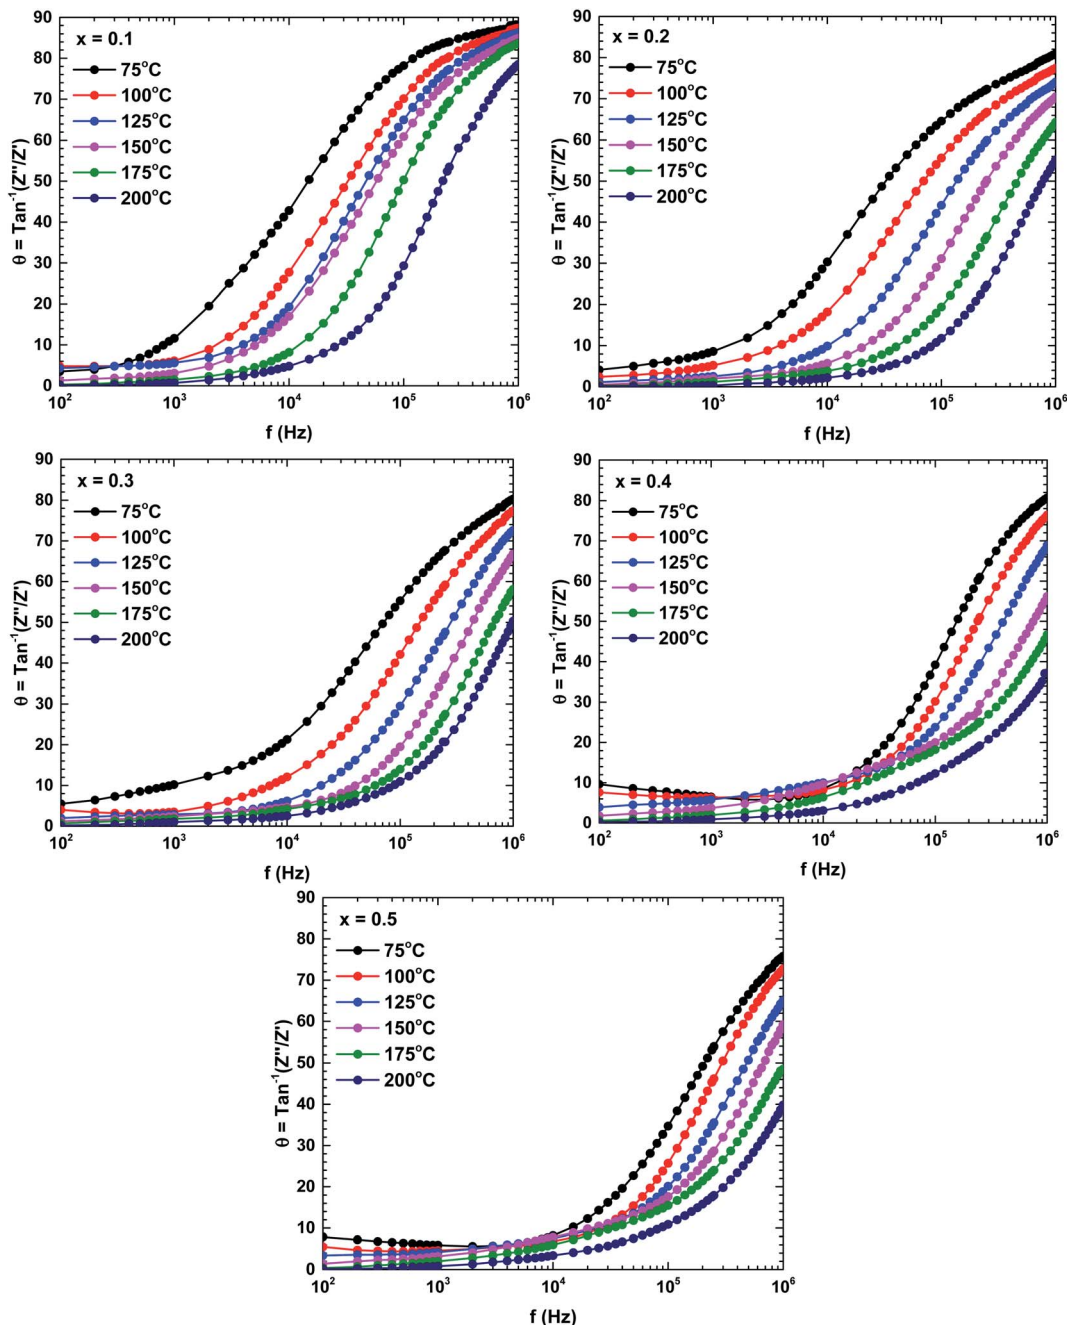 x = 0.1
75°C
100°C
125°C
150°C
175°C
200°C
θ = Tan⁻¹(Z''/Z')
90
80
70
60
50
40
30
20
10
0
10²
10³
10⁴
10⁵
10⁶
f (Hz)
x = 0.2
75°C
100°C
125°C
150°C
175°C
200°C
θ = Tan⁻¹(Z''/Z')
90
80
70
60
50
40
30
20
10
0
10²
10³
10⁴
10⁵
10⁶
f (Hz)
x = 0.3
75°C
100°C
125°C
150°C
175°C
200°C
θ = Tan⁻¹(Z''/Z')
90
80
70
60
50
40
30
20
10
0
10²
10³
10⁴
10⁵
10⁶
f (Hz)
x = 0.4
75°C
100°C
125°C
150°C
175°C
200°C
θ = Tan⁻¹(Z''/Z')
90
80
70
60
50
40
30
20
10
0
10²
10³
10⁴
10⁵
10⁶
f (Hz)
x = 0.5
75°C
100°C
125°C
150°C
175°C
200°C
θ = Tan⁻¹(Z''/Z')
90
80
70
60
50
40
30
20
10
0
10²
10³
10⁴
10⁵
10⁶
f (Hz)